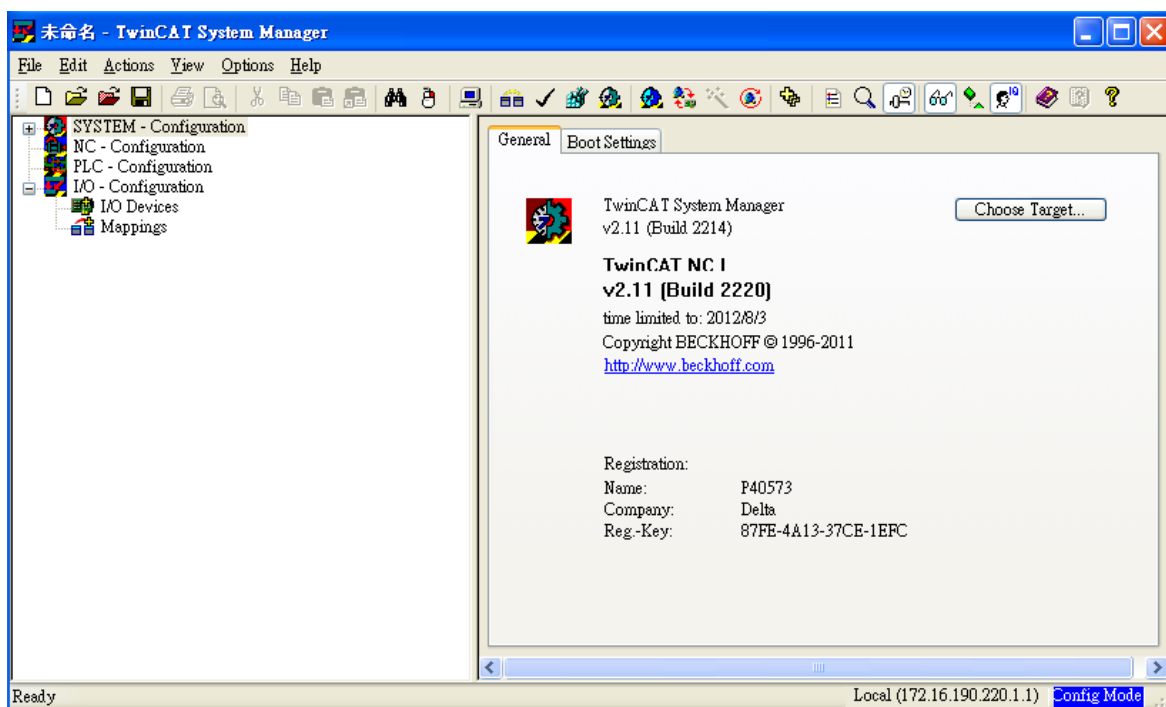 未命名 - TwinCAT System Manager
File Edit Actions View Options Help
SYSTEM - Configuration
NC - Configuration
PLC - Configuration
I/O - Configuration
I/O Devices
Mappings
General Boot Settings
TwinCAT System Manager
v2.11 (Build 2214)
Choose Target...
TwinCAT NC I
v2.11 (Build 2220)
time limited to: 2012/8/3
Copyright BECKHOFF © 1996-2011
http://www.beckhoff.com
Registration:
Name: P40573
Company: Delta
Reg.-Key: 87FE-4A13-37CE-1EFC
Ready Local (172.16.190.220.1.1) Config Mode